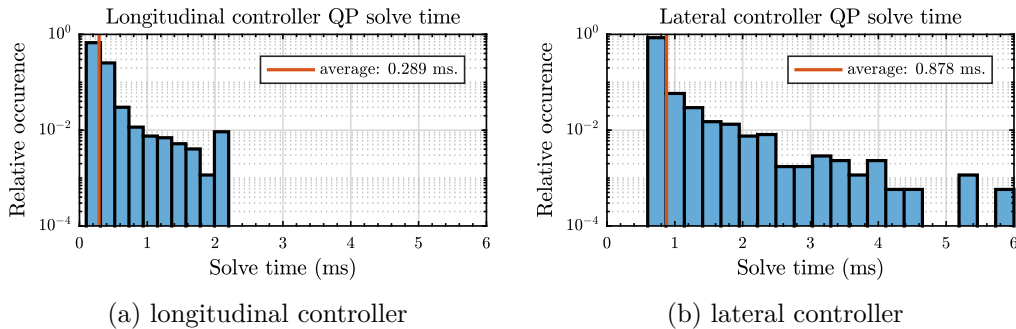 Longitudinal controller QP solve time
average: 0.289 ms.
Relative occurence
10^0
10^-2
10^-4
0 1 2 3 4 5 6
Solve time (ms)
(a) longitudinal controller
Lateral controller QP solve time
average: 0.878 ms.
Relative occurence
10^0
10^-2
10^-4
0 1 2 3 4 5 6
Solve time (ms)
(b) lateral controller